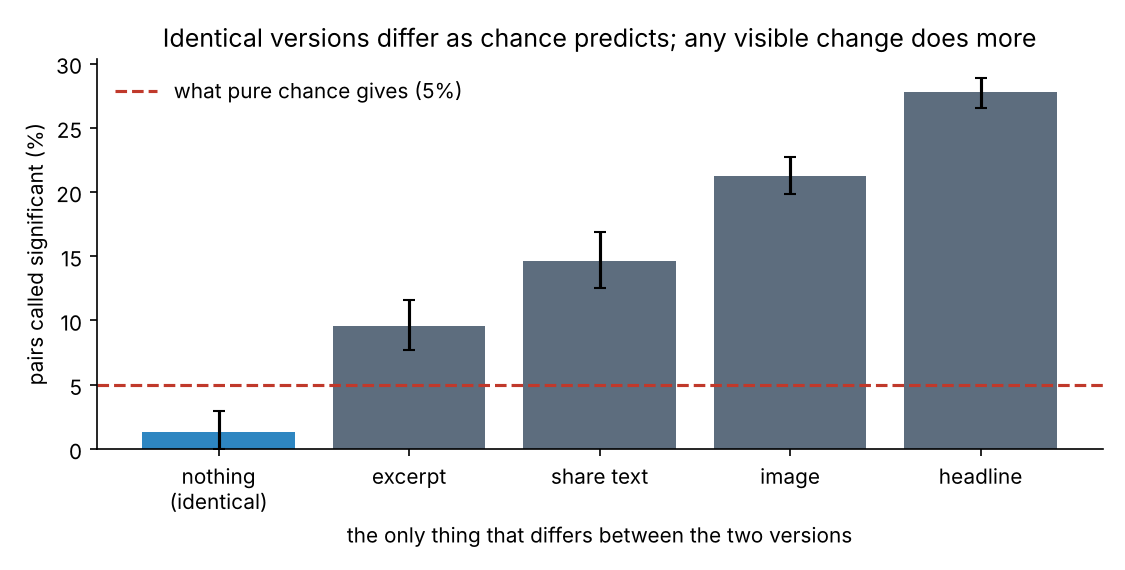 Identical versions differ as chance predicts; any visible change does more
what pure chance gives (5%)
pairs called significant (%)
30
25
20
15
10
5
0
nothing
(identical)
excerpt
share text
image
headline
the only thing that differs between the two versions